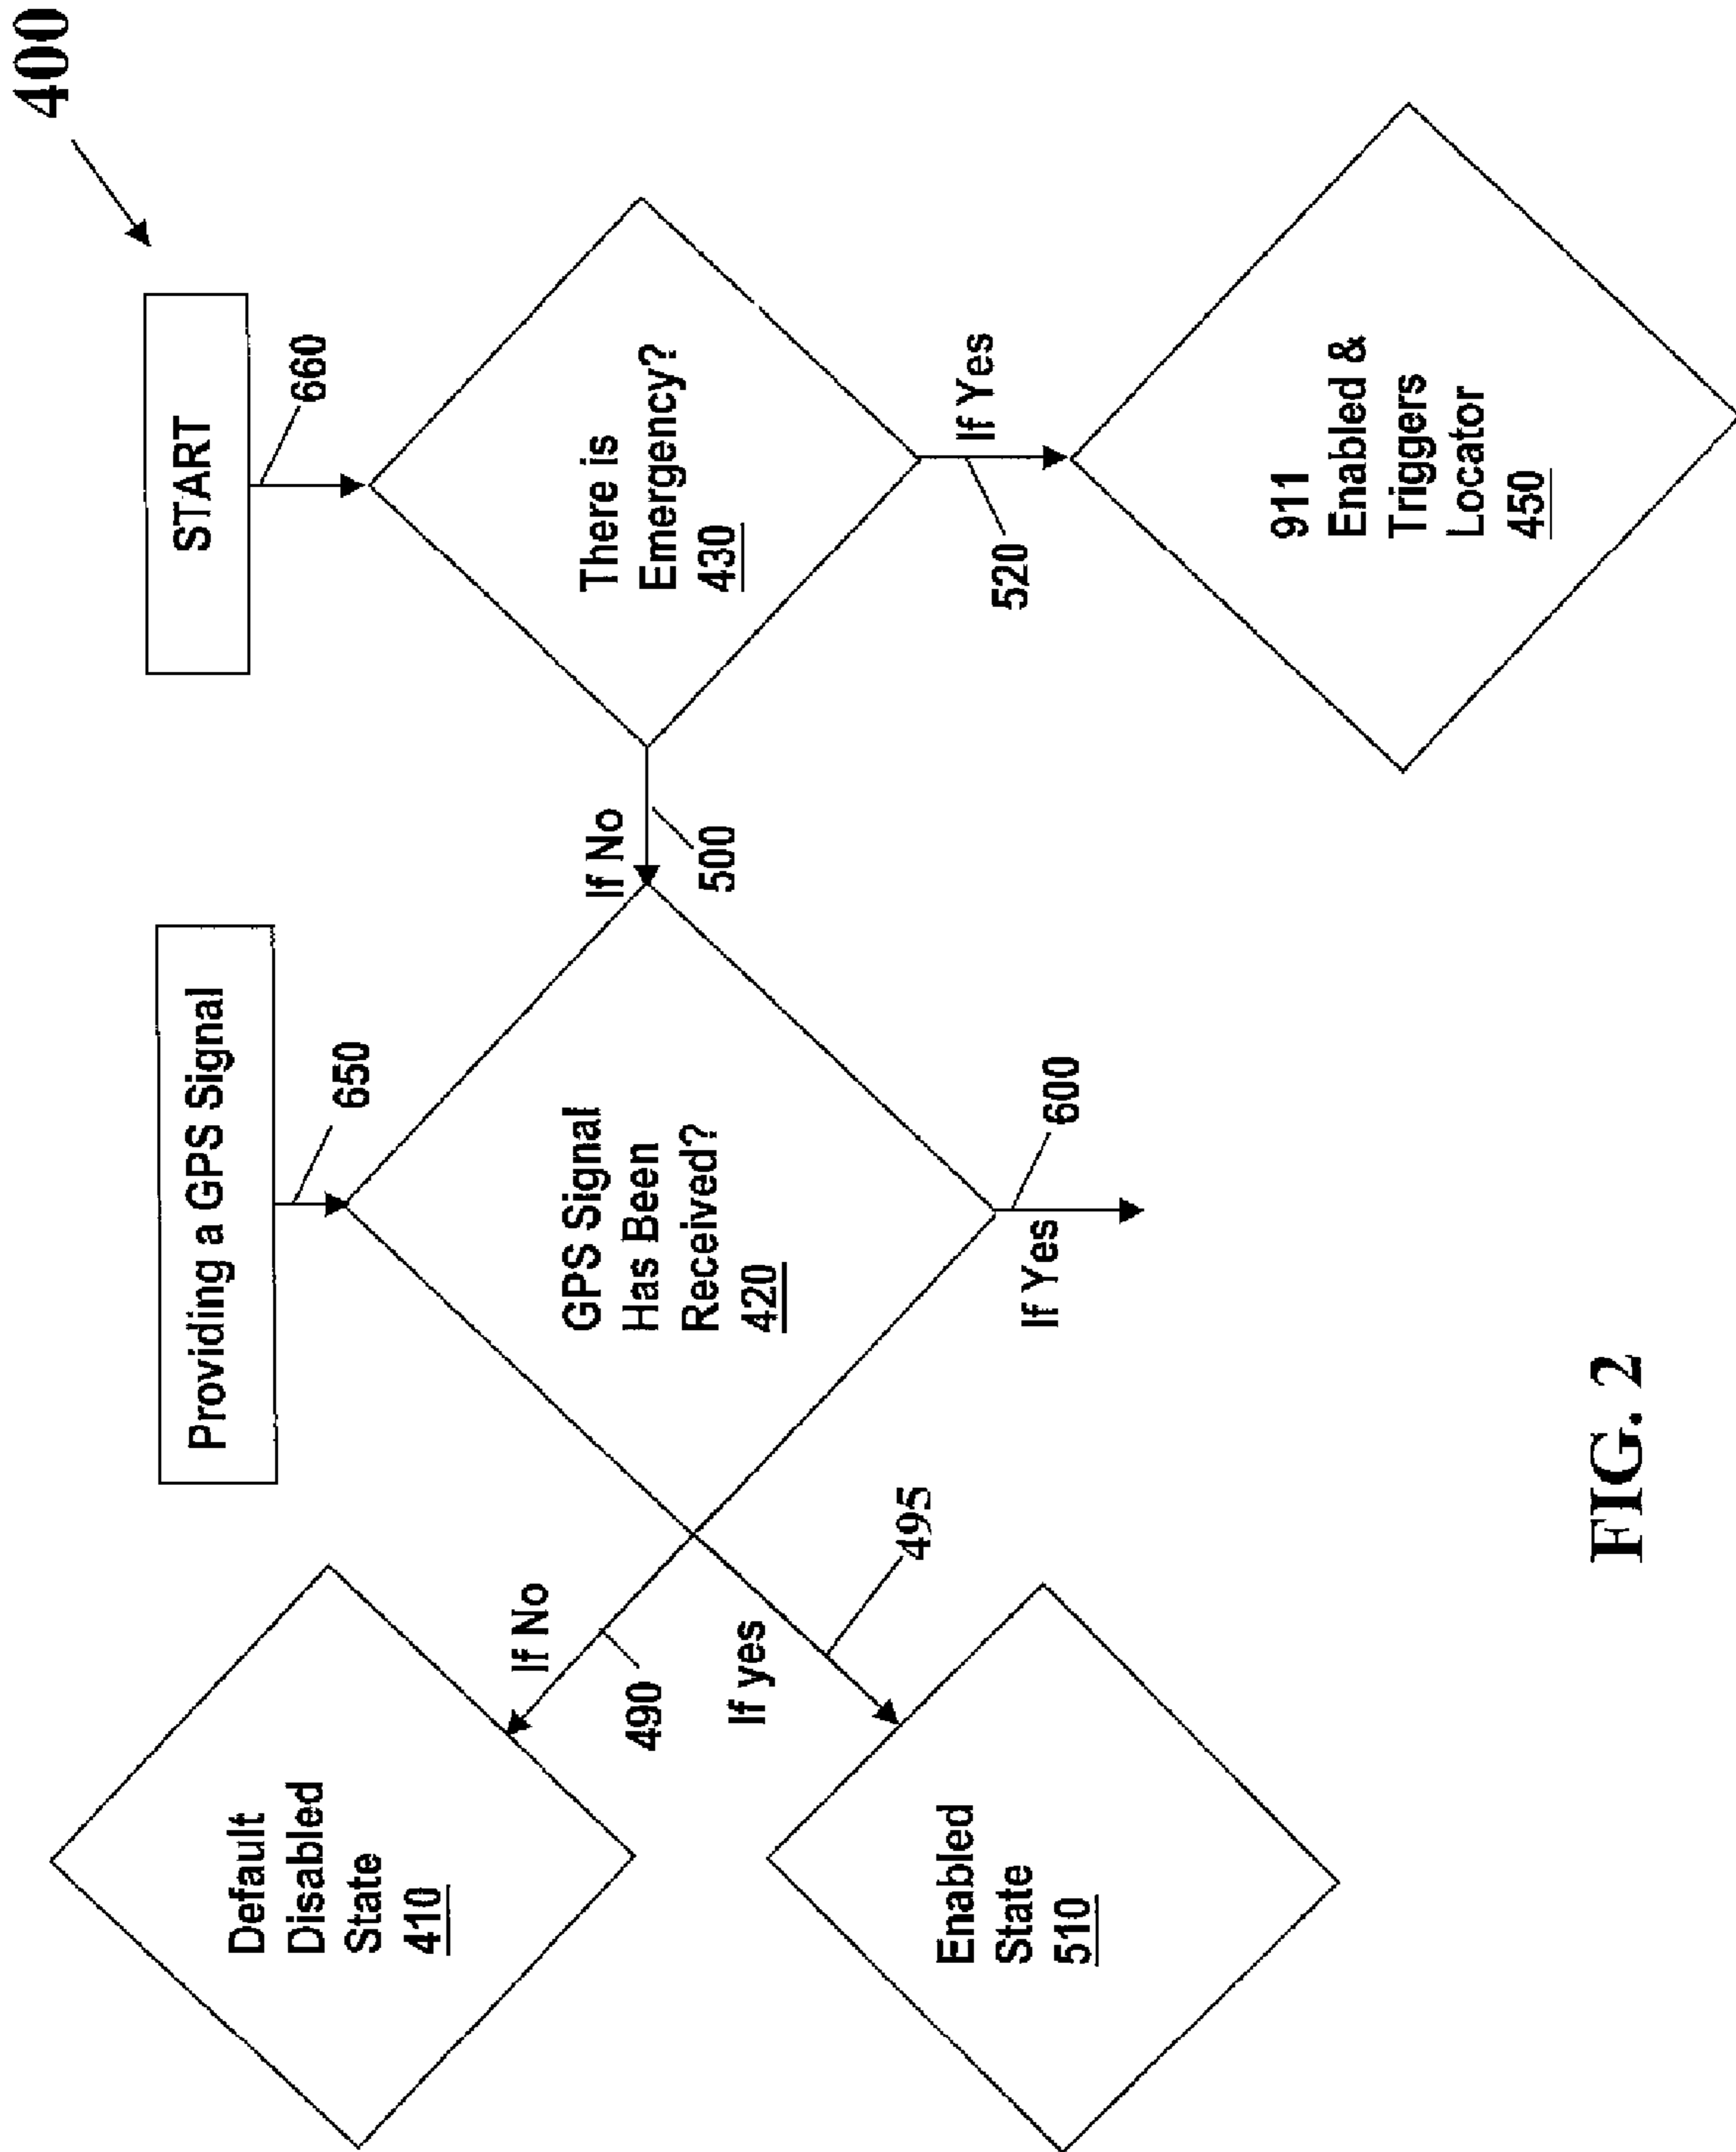 400
START
660
There is
Emergency?
430
If Yes
520
911
Enabled &
Triggers
Locator
450
If No
500
Providing a GPS Signal
650
GPS Signal
Has Been
Received?
420
600
If Yes
If No
490
Default
Disabled
State
410
If yes
495
Enabled
State
510
FIG. 2